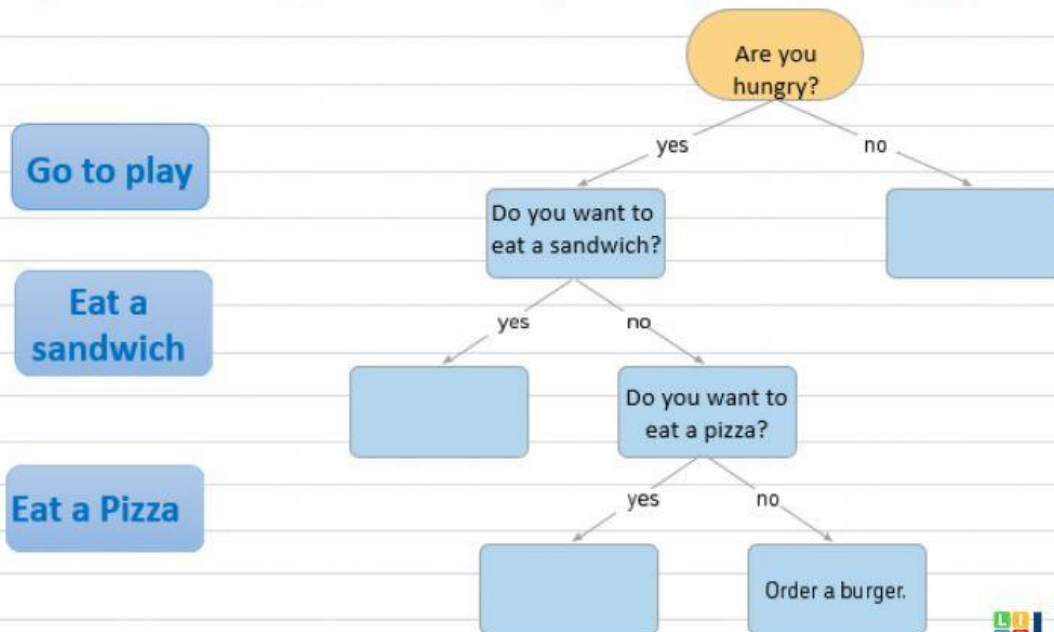 Are you
hungry?
yes
no
Go to play
Do you want to
eat a sandwich?
Eat a
sandwich
yes
no
Do you want to
eat a pizza?
Eat a Pizza
yes
no
Order a burger.
LI